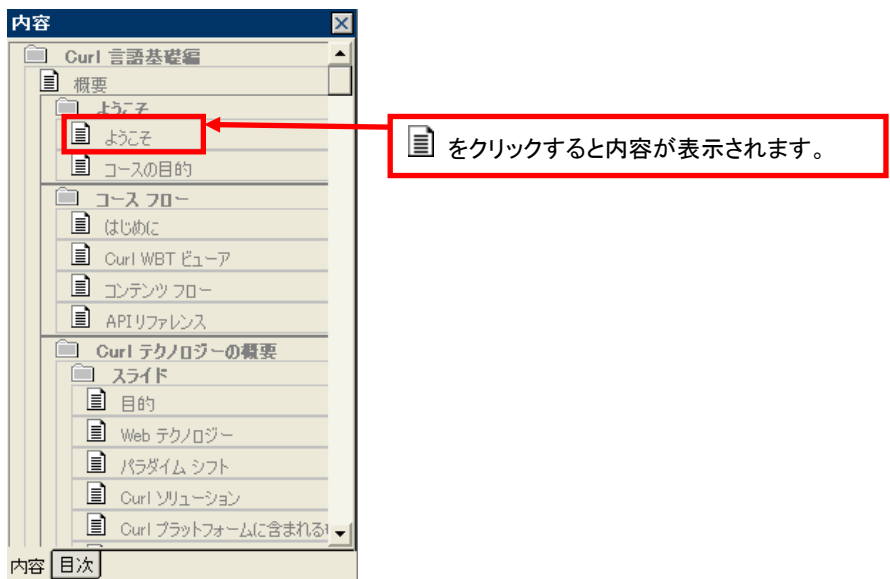 内容
Curl 言語基礎編
概要
ようこそ
ようこそ
をクリックすると内容が表示されます。
コースの目的
コース フロー
はじめに
Curl WBT ビューア
コンテンツ フロー
API リファレンス
Curl テクノロジーの概要
スライド
目的
Web テクノロジー
パラダイム シフト
Curl ソリューション
Curl プラットフォームに含まれる
内容 目次